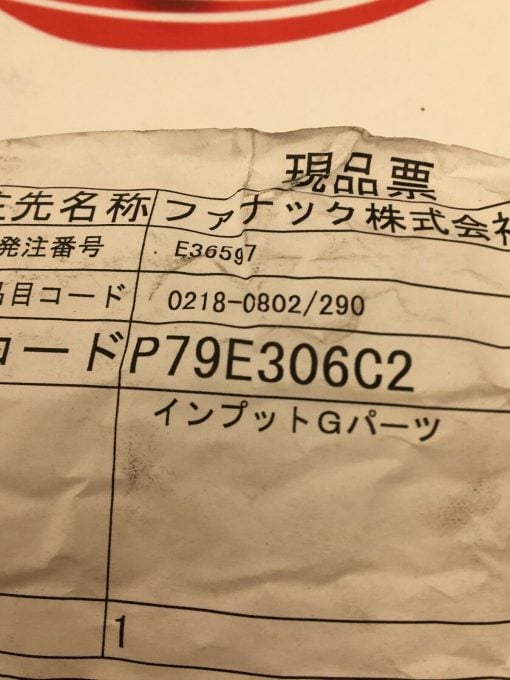 現品票
注先名称 ファナック株式会社
発注番号 E36597
品目コード 0218-0802/290
コード P79E306C2
インプットGパーツ
1